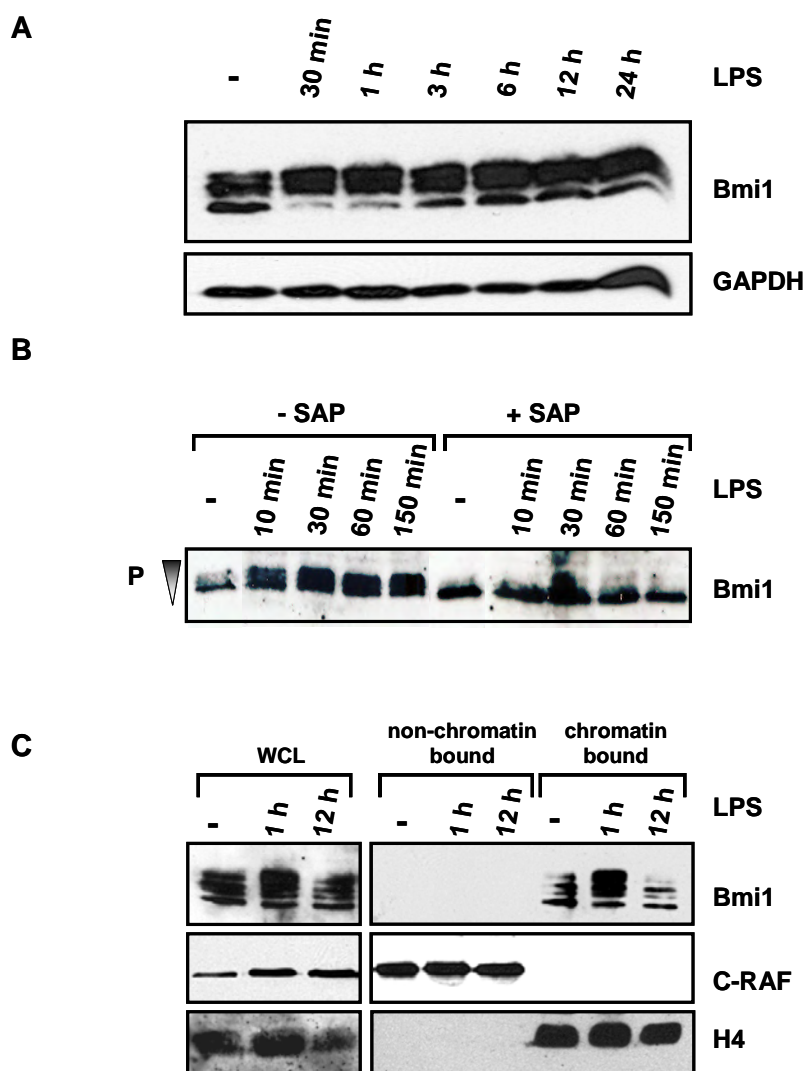 A
- 30 min 1 h 3 h 6 h 12 h 24 h LPS
Bmi1
GAPDH
B
- SAP + SAP
- 10 min 30 min 60 min 150 min - 10 min 30 min 60 min 150 min LPS
P Bmi1
C
WCL non-chromatin bound chromatin bound
- 1 h 12 h - 1 h 12 h - 1 h 12 h LPS
Bmi1
C-RAF
H4